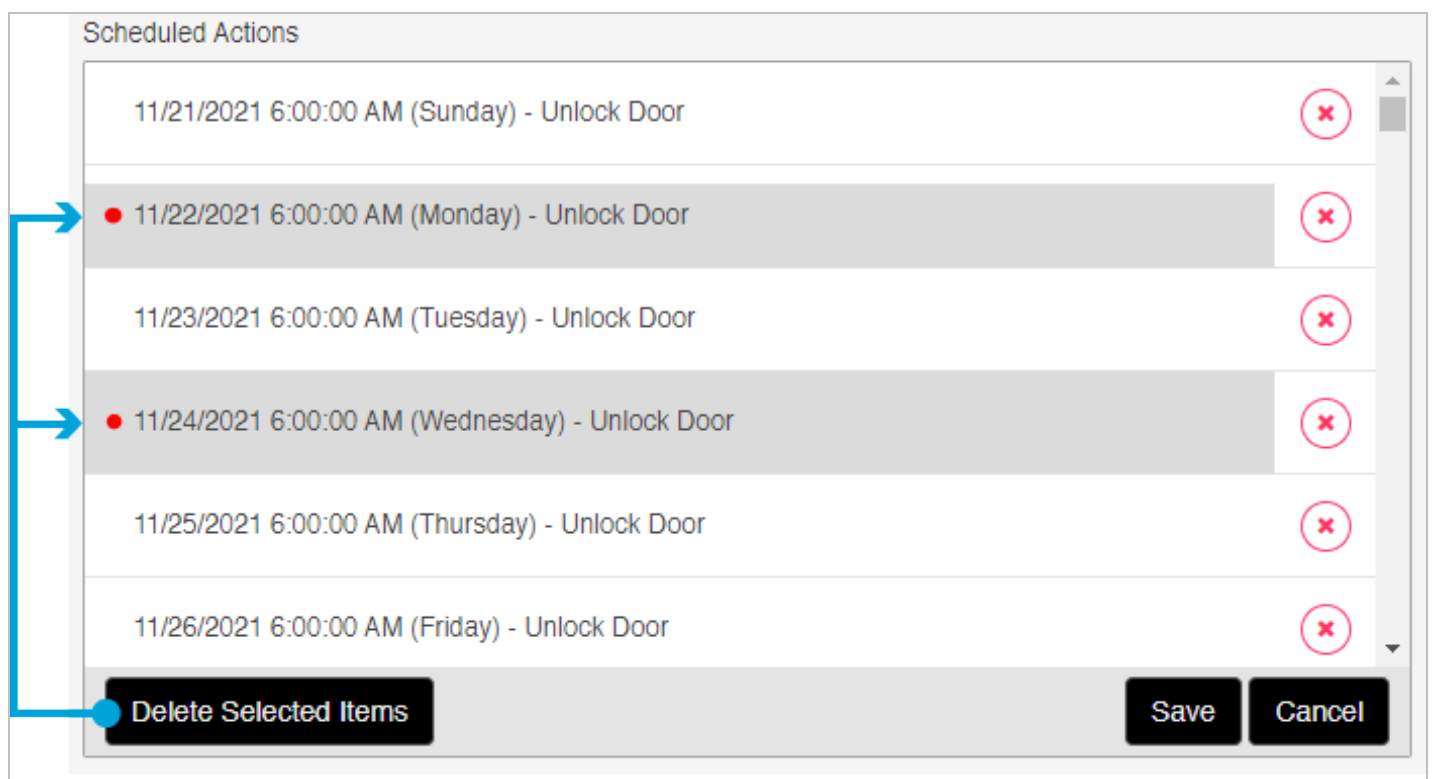 Scheduled Actions
11/21/2021 6:00:00 AM (Sunday) - Unlock Door
11/22/2021 6:00:00 AM (Monday) - Unlock Door
11/23/2021 6:00:00 AM (Tuesday) - Unlock Door
11/24/2021 6:00:00 AM (Wednesday) - Unlock Door
11/25/2021 6:00:00 AM (Thursday) - Unlock Door
11/26/2021 6:00:00 AM (Friday) - Unlock Door
Delete Selected Items Save Cancel